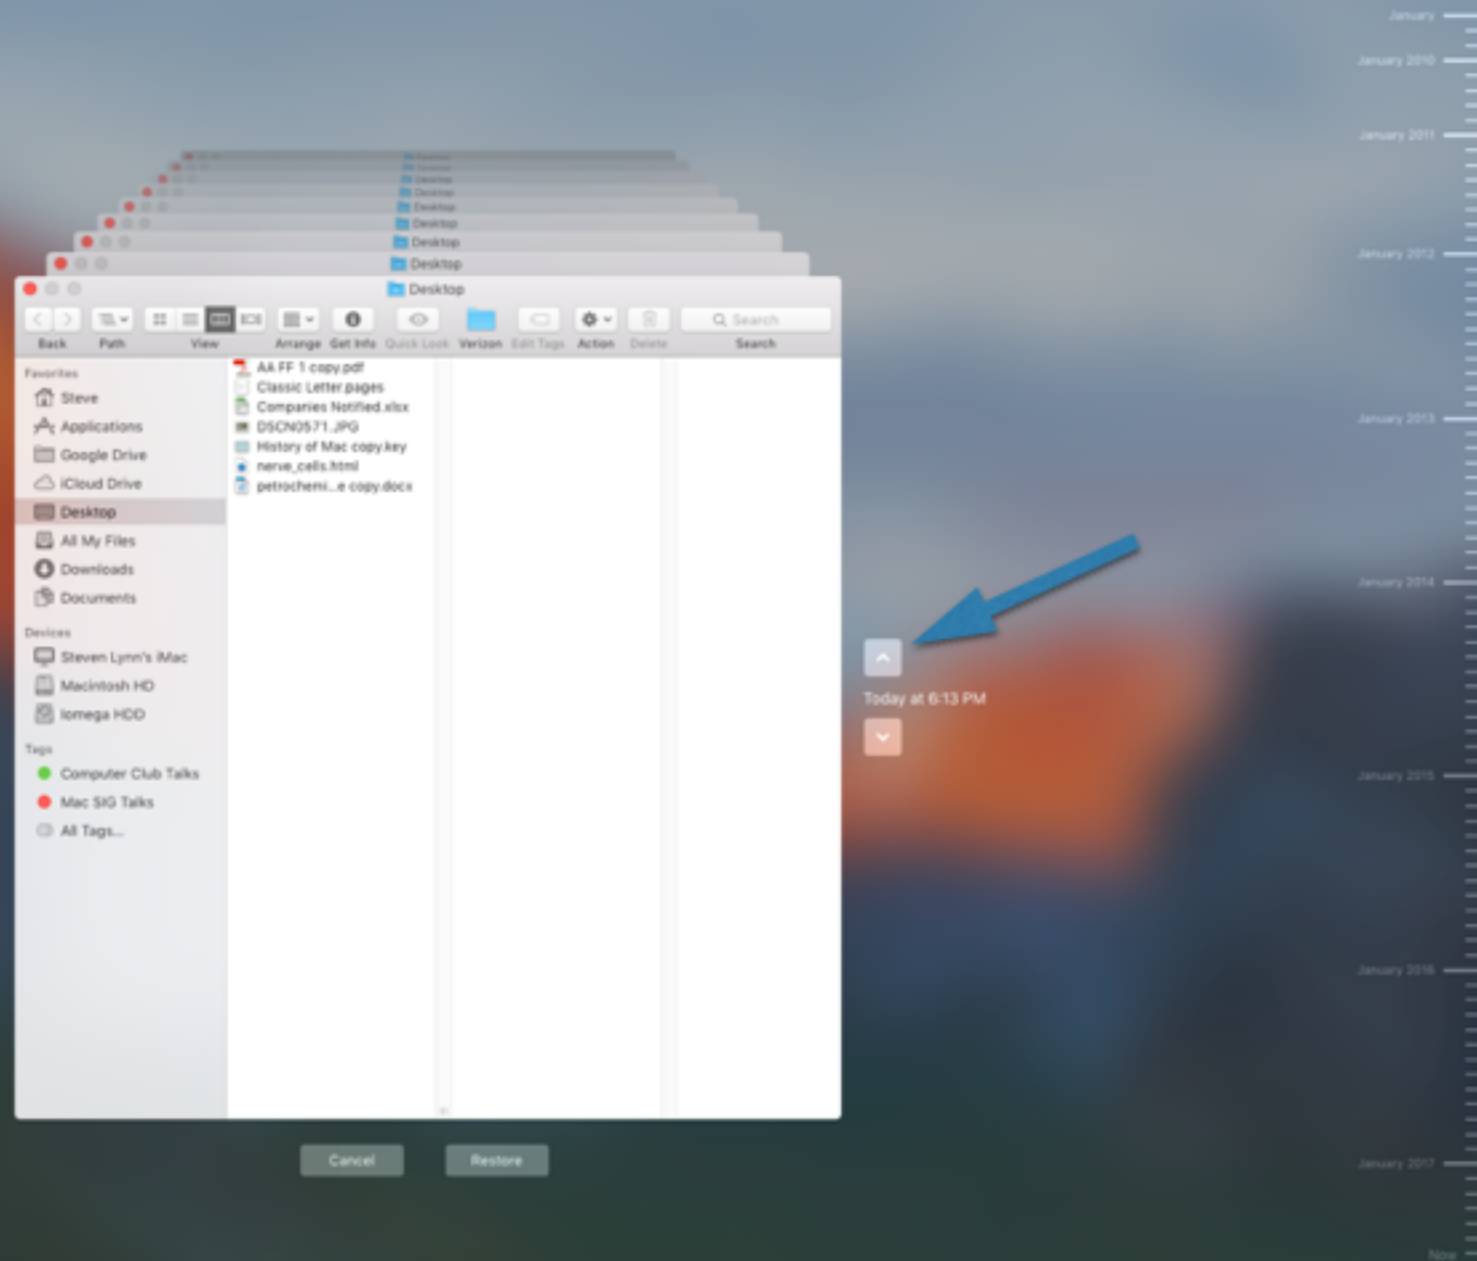 January
January 2010
January 2011
January 2012
January 2013
January 2014
January 2015
January 2016
January 2017
Now
Desktop
Desktop
Desktop
Desktop
Desktop
Desktop
Desktop
Back Path View Arrange Get Info Quick Look Verizon Edit Tags Action Delete Search
Search
Favorites
Steve
Applications
Google Drive
iCloud Drive
Desktop
All My Files
Downloads
Documents
Devices
Steven Lynn's iMac
Macintosh HD
Iomega HDD
Tags
Computer Club Talks
Mac SIG Talks
All Tags...
AA FF 1 copy.pdf
Classic Letter.pages
Companies Notified.xlsx
DSCN0571.JPG
History of Mac copy.key
nerve_cells.html
petrochemi...e copy.docx
Today at 6:13 PM
Cancel Restore